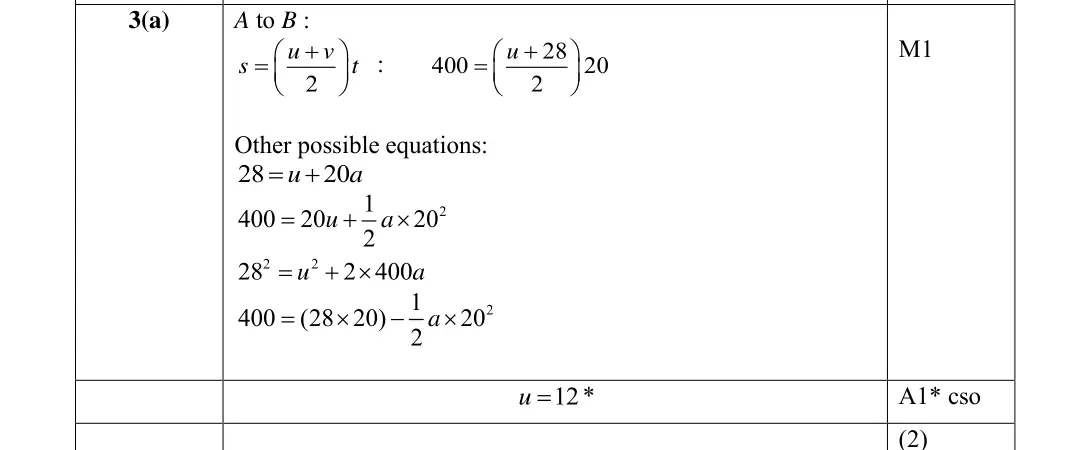 3(a)
A to B :
M1
s = ((u + v)/2) t : 400 = ((u + 28)/2) 20
Other possible equations:
28 = u + 20a
400 = 20u + 1/2 a × 20²
28² = u² + 2 × 400a
400 = (28 × 20) − 1/2 a × 20²
u = 12 * A1* cso
(2)